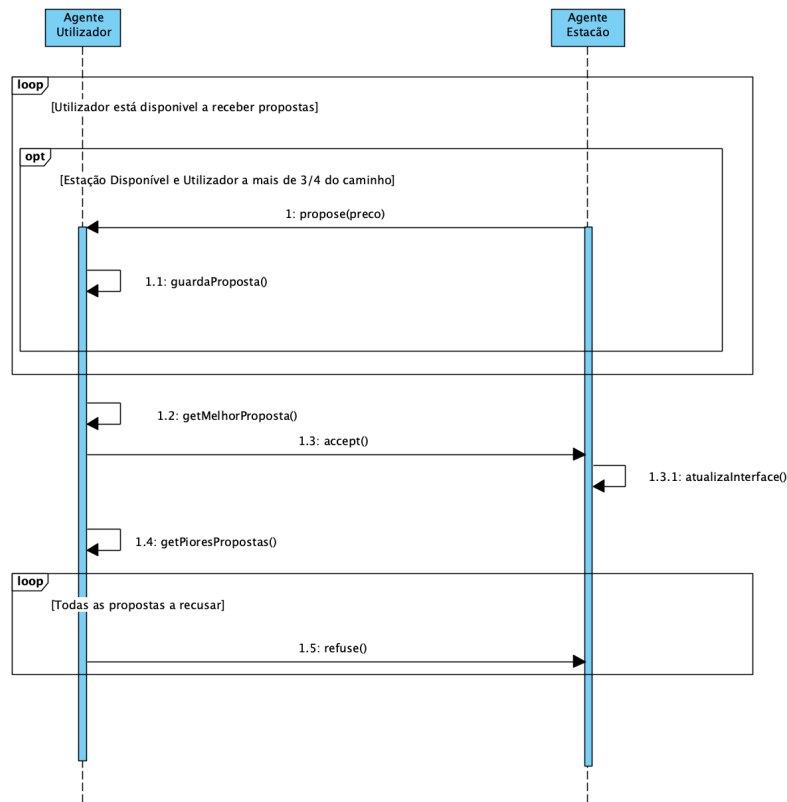 Agente
Utilizador
Agente
Estacão
loop
[Utilizador está disponivel a receber propostas]
opt
[Estação Disponível e Utilizador a mais de 3/4 do caminho]
1: propose(preco)
1.1: guardaProposta()
1.2: getMelhorProposta()
1.3: accept()
1.3.1: atualizaInterface()
1.4: getPioresPropostas()
loop
[Todas as propostas a recusar]
1.5: refuse()